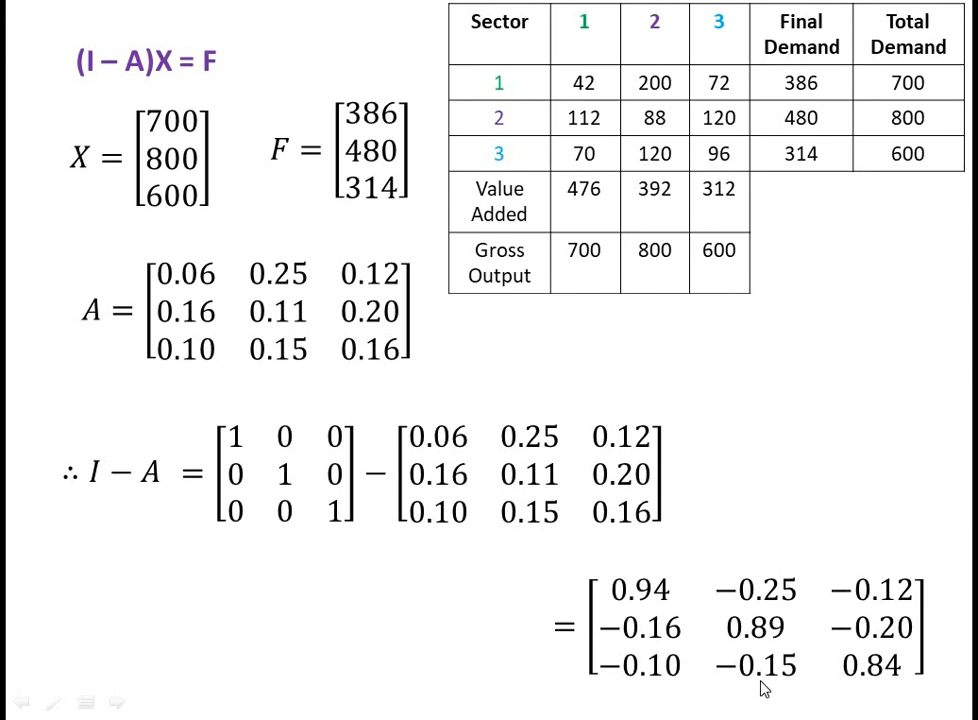 (I – A)X = F
X = [700 800 600]
F = [386 480 314]
Sector 1 2 3 Final Demand Total Demand
1 42 200 72 386 700
2 112 88 120 480 800
3 70 120 96 314 600
Value Added 476 392 312
Gross Output 700 800 600
A = [0.06 0.25 0.12
0.16 0.11 0.20
0.10 0.15 0.16]
∴ I − A = [1 0 0 0 1 0 0 0 1] − [0.06 0.25 0.12 0.16 0.11 0.20 0.10 0.15 0.16]
= [0.94 −0.25 −0.12
−0.16 0.89 −0.20
−0.10 −0.15 0.84]